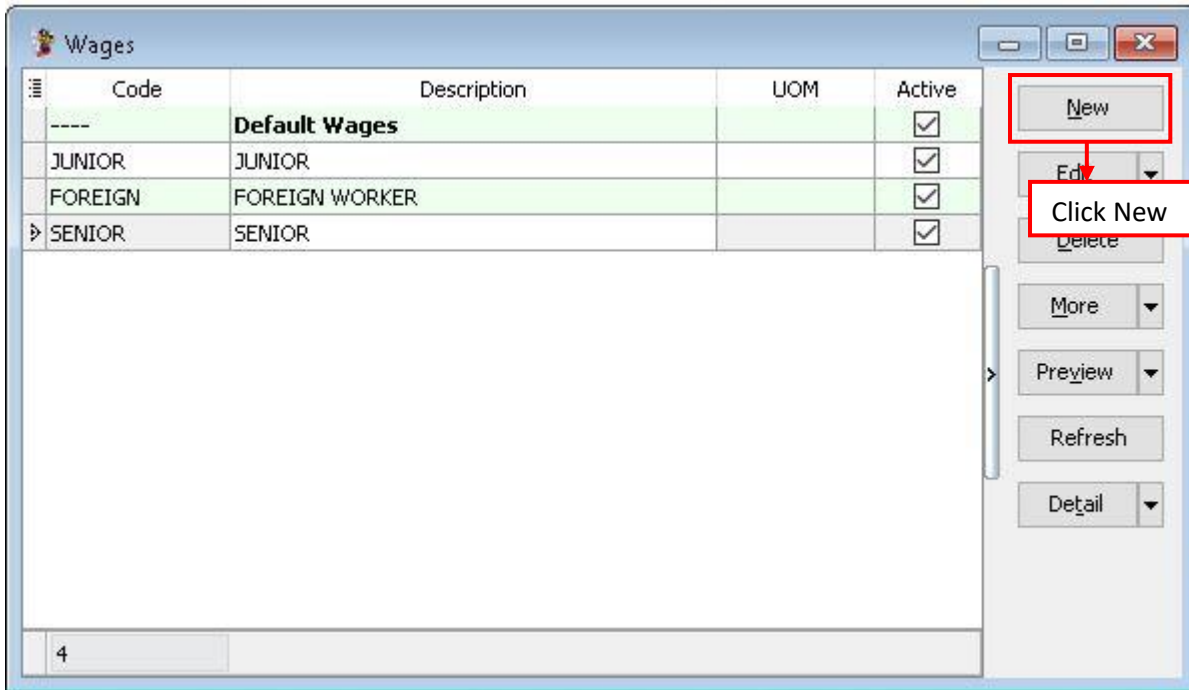 Wages
Code Description UOM Active
---- Default Wages
JUNIOR JUNIOR
FOREIGN FOREIGN WORKER
SENIOR SENIOR
4
New
Click New
Delete
More
Preview
Refresh
Detail